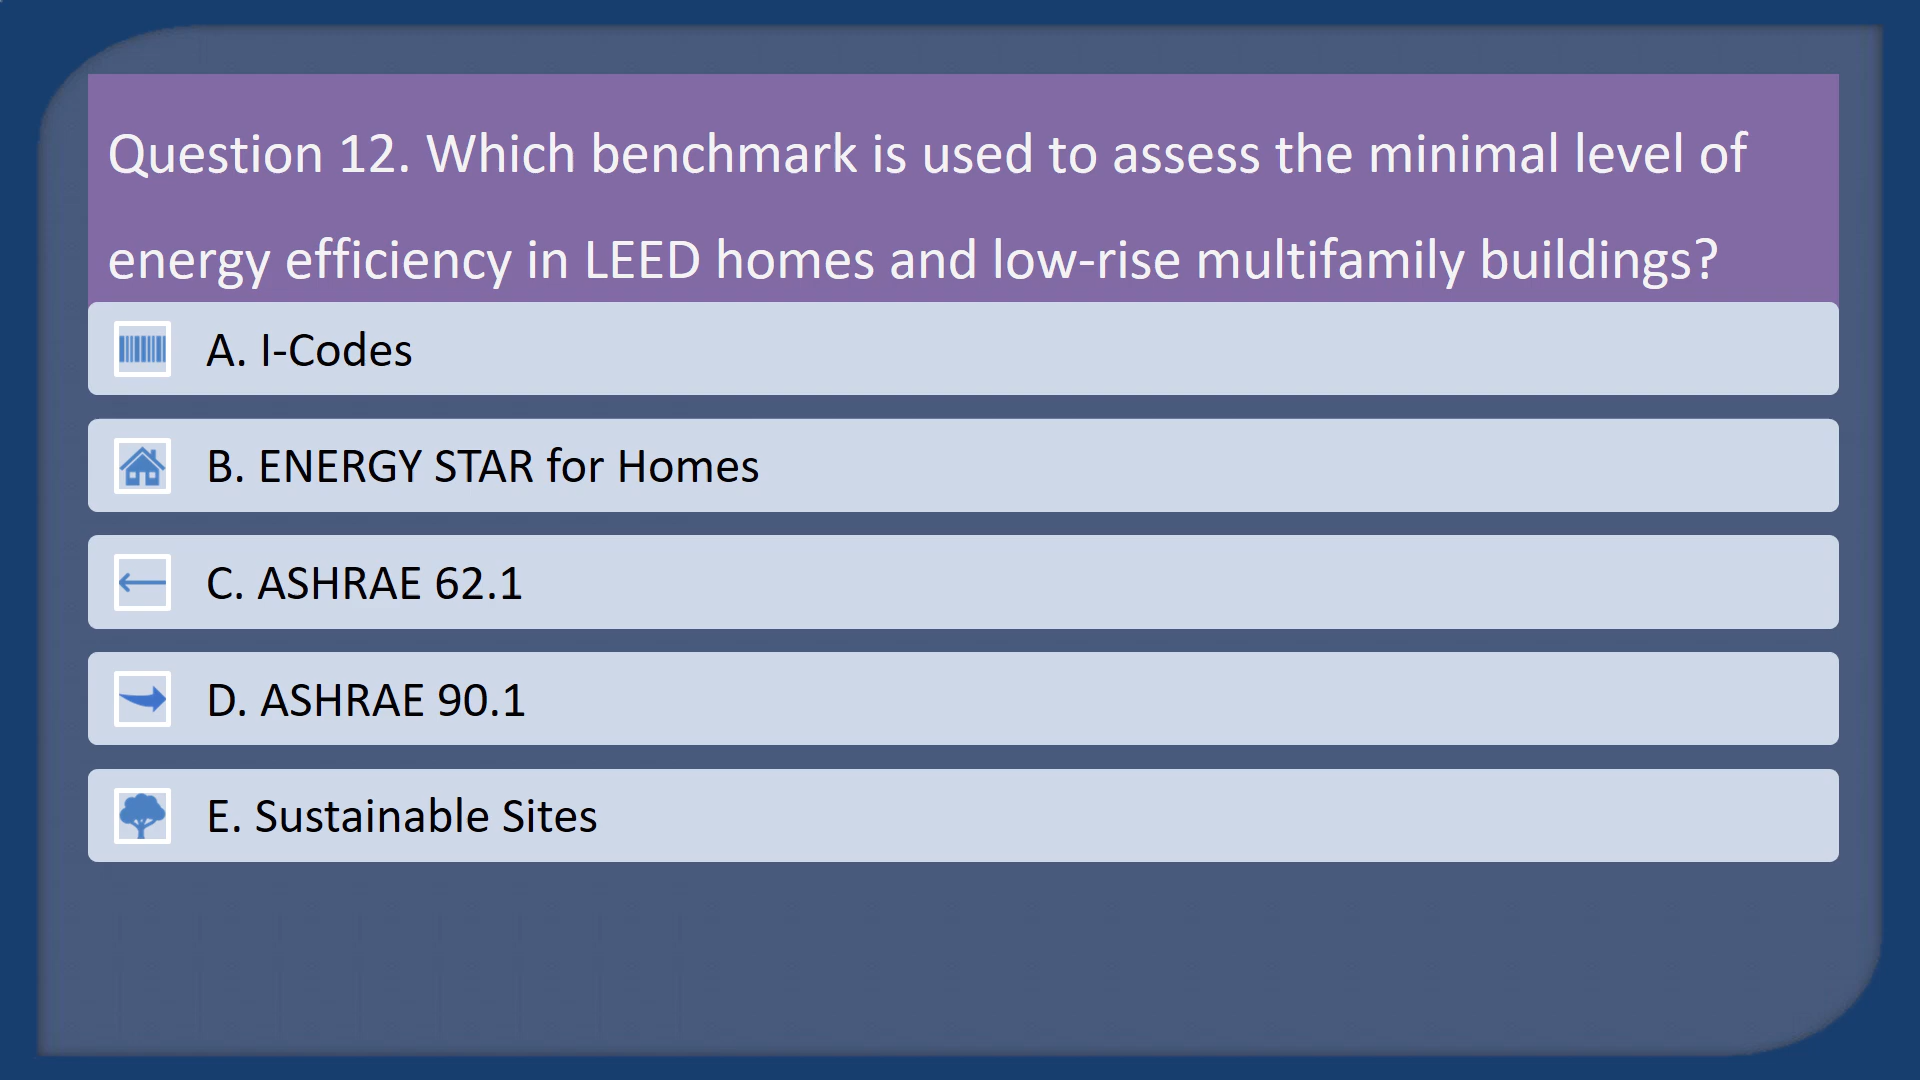 Question 12. Which benchmark is used to assess the minimal level of
energy efficiency in LEED homes and low-rise multifamily buildings?
A. I-Codes
B. ENERGY STAR for Homes
C. ASHRAE 62.1
D. ASHRAE 90.1
E. Sustainable Sites